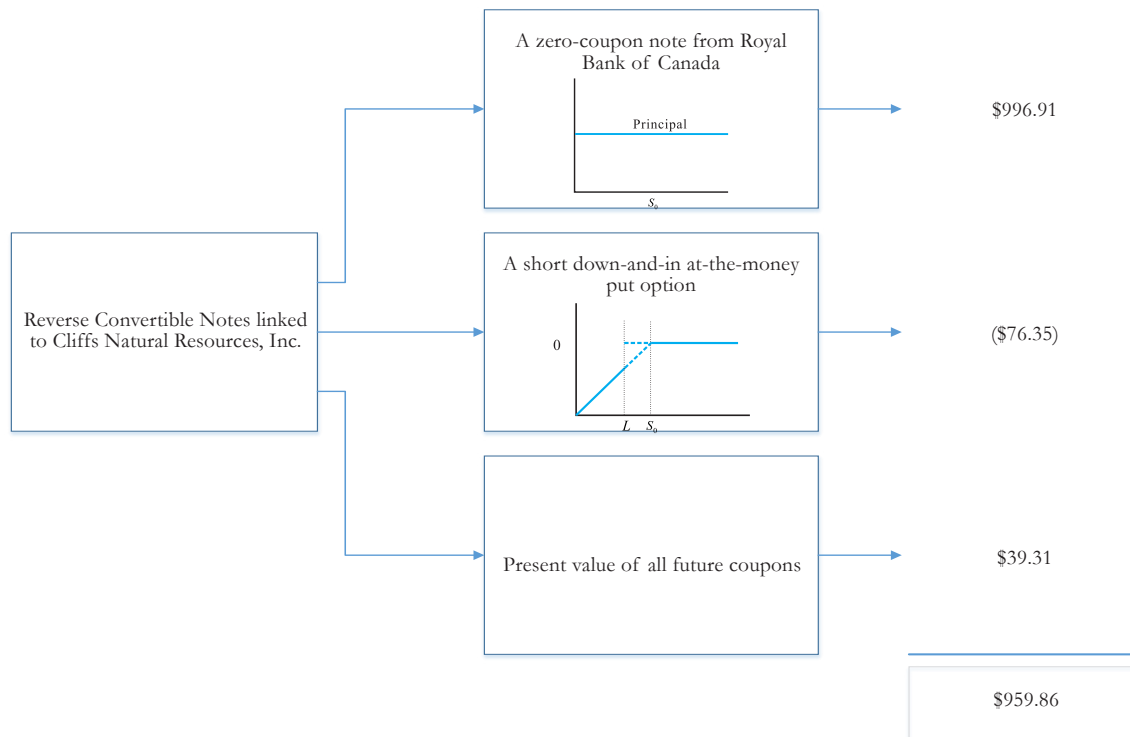 A zero-coupon note from Royal
Bank of Canada
Principal
S₀
$996.91
Reverse Convertible Notes linked
to Cliffs Natural Resources, Inc.
A short down-and-in at-the-money
put option
0
L S₀
($76.35)
Present value of all future coupons
$39.31
$959.86